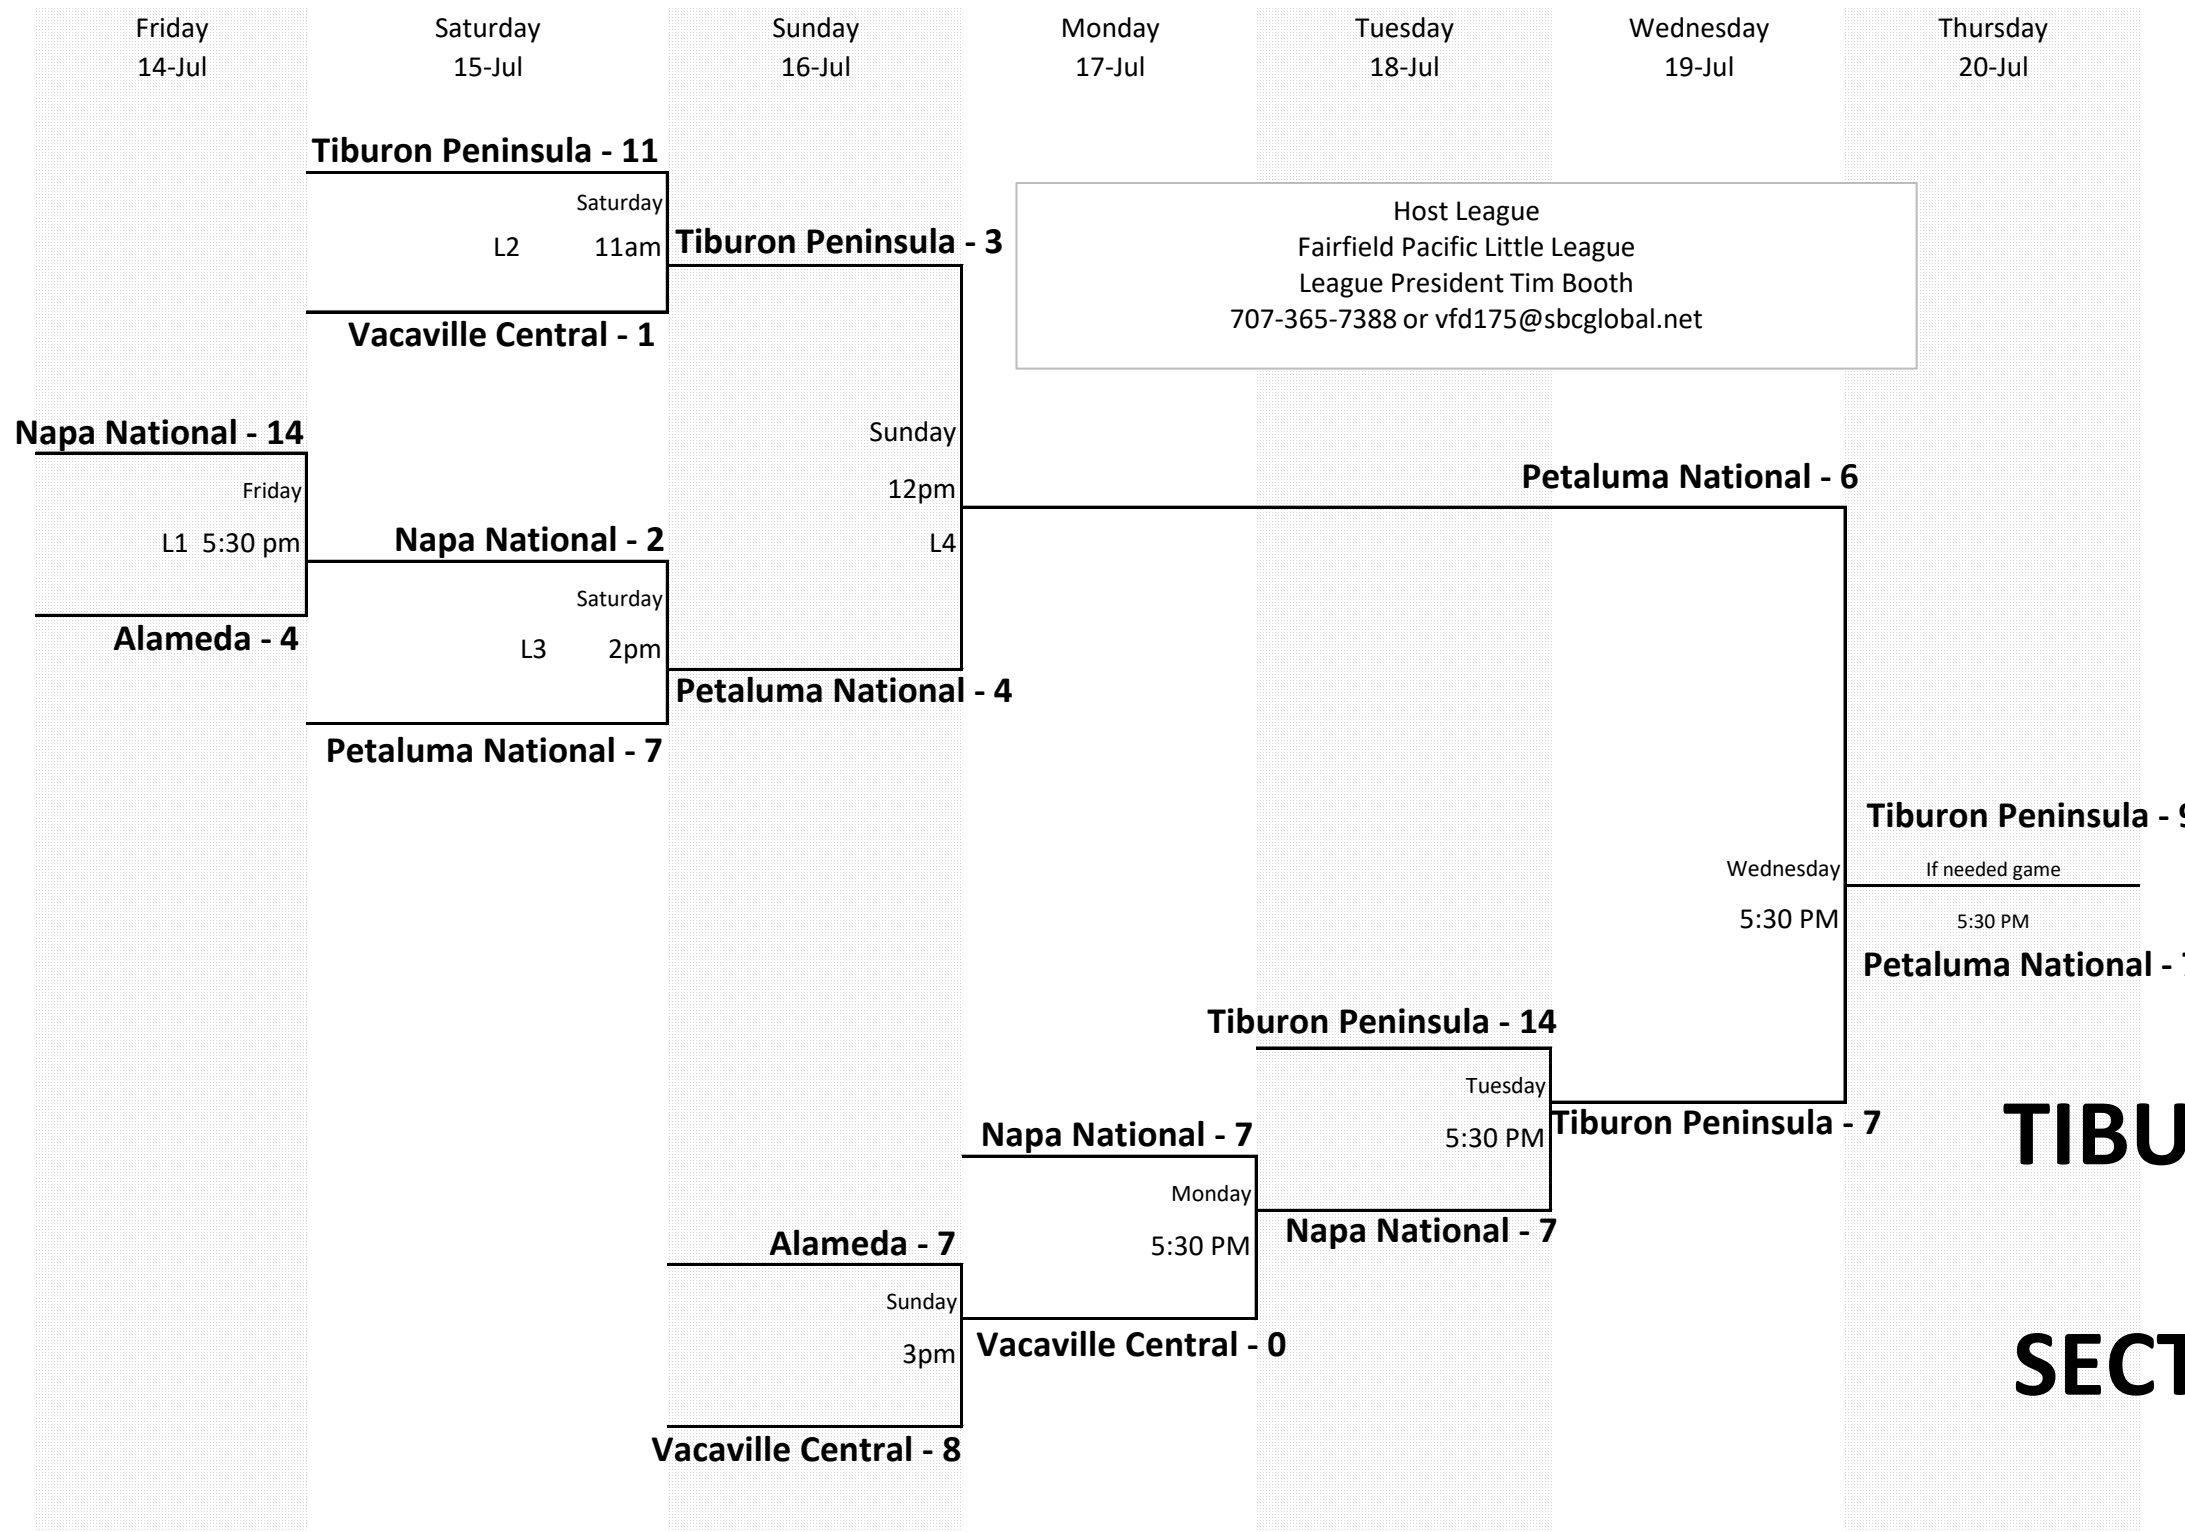 Friday Saturday Sunday Monday Tuesday Wednesday Thursday
14-Jul 15-Jul 16-Jul 17-Jul 18-Jul 19-Jul 20-Jul
Tiburon Peninsula - 11
Saturday
L2 11am
Vacaville Central - 1
Tiburon Peninsula - 3
Host League
Fairfield Pacific Little League
League President Tim Booth
707-365-7388 or vfd175@sbcglobal.net
Napa National - 14
Friday
L1 5:30 pm
Alameda - 4
Napa National - 2
Saturday
L3 2pm
Petaluma National - 7
Sunday
12pm
L4
Petaluma National - 4
Petaluma National - 6
Wednesday
5:30 PM
Tiburon Peninsula - 9
If needed game
5:30 PM
Petaluma National -
Tiburon Peninsula - 14
Tuesday
5:30 PM
Tiburon Peninsula - 7
Napa National - 7
Monday
5:30 PM
Napa National - 7
Alameda - 7
Sunday
3pm
Vacaville Central - 0
Vacaville Central - 8
TIBU
SECT